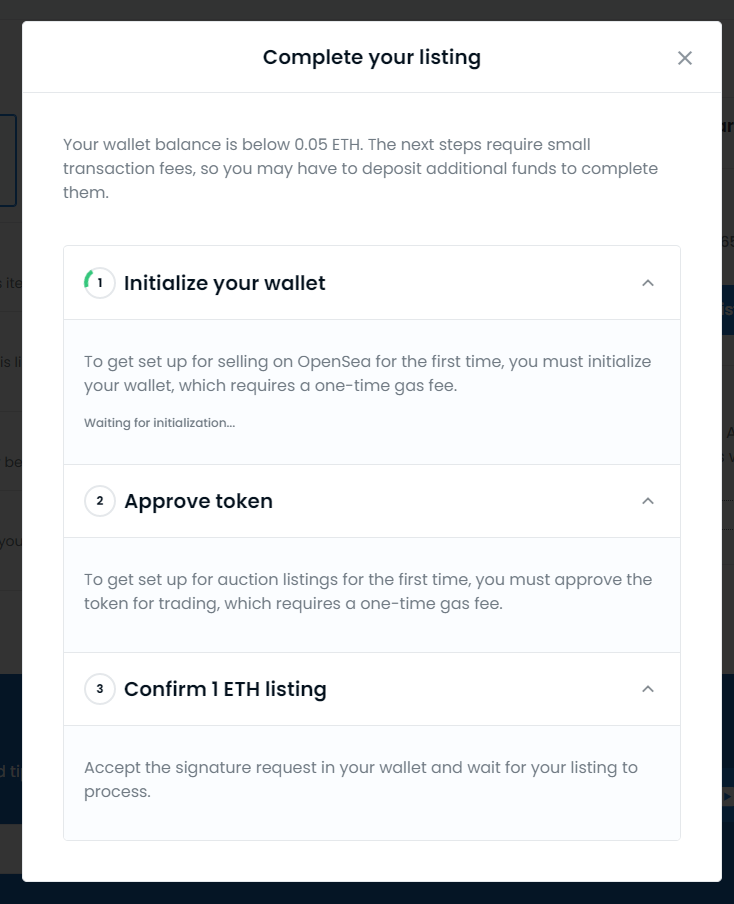 Complete your listing
Your wallet balance is below 0.05 ETH. The next steps require small
transaction fees, so you may have to deposit additional funds to complete
them.
1 Initialize your wallet
To get set up for selling on OpenSea for the first time, you must initialize
your wallet, which requires a one-time gas fee.
Waiting for initialization...
2 Approve token
To get set up for auction listings for the first time, you must approve the
token for trading, which requires a one-time gas fee.
3 Confirm 1 ETH listing
Accept the signature request in your wallet and wait for your listing to
process.